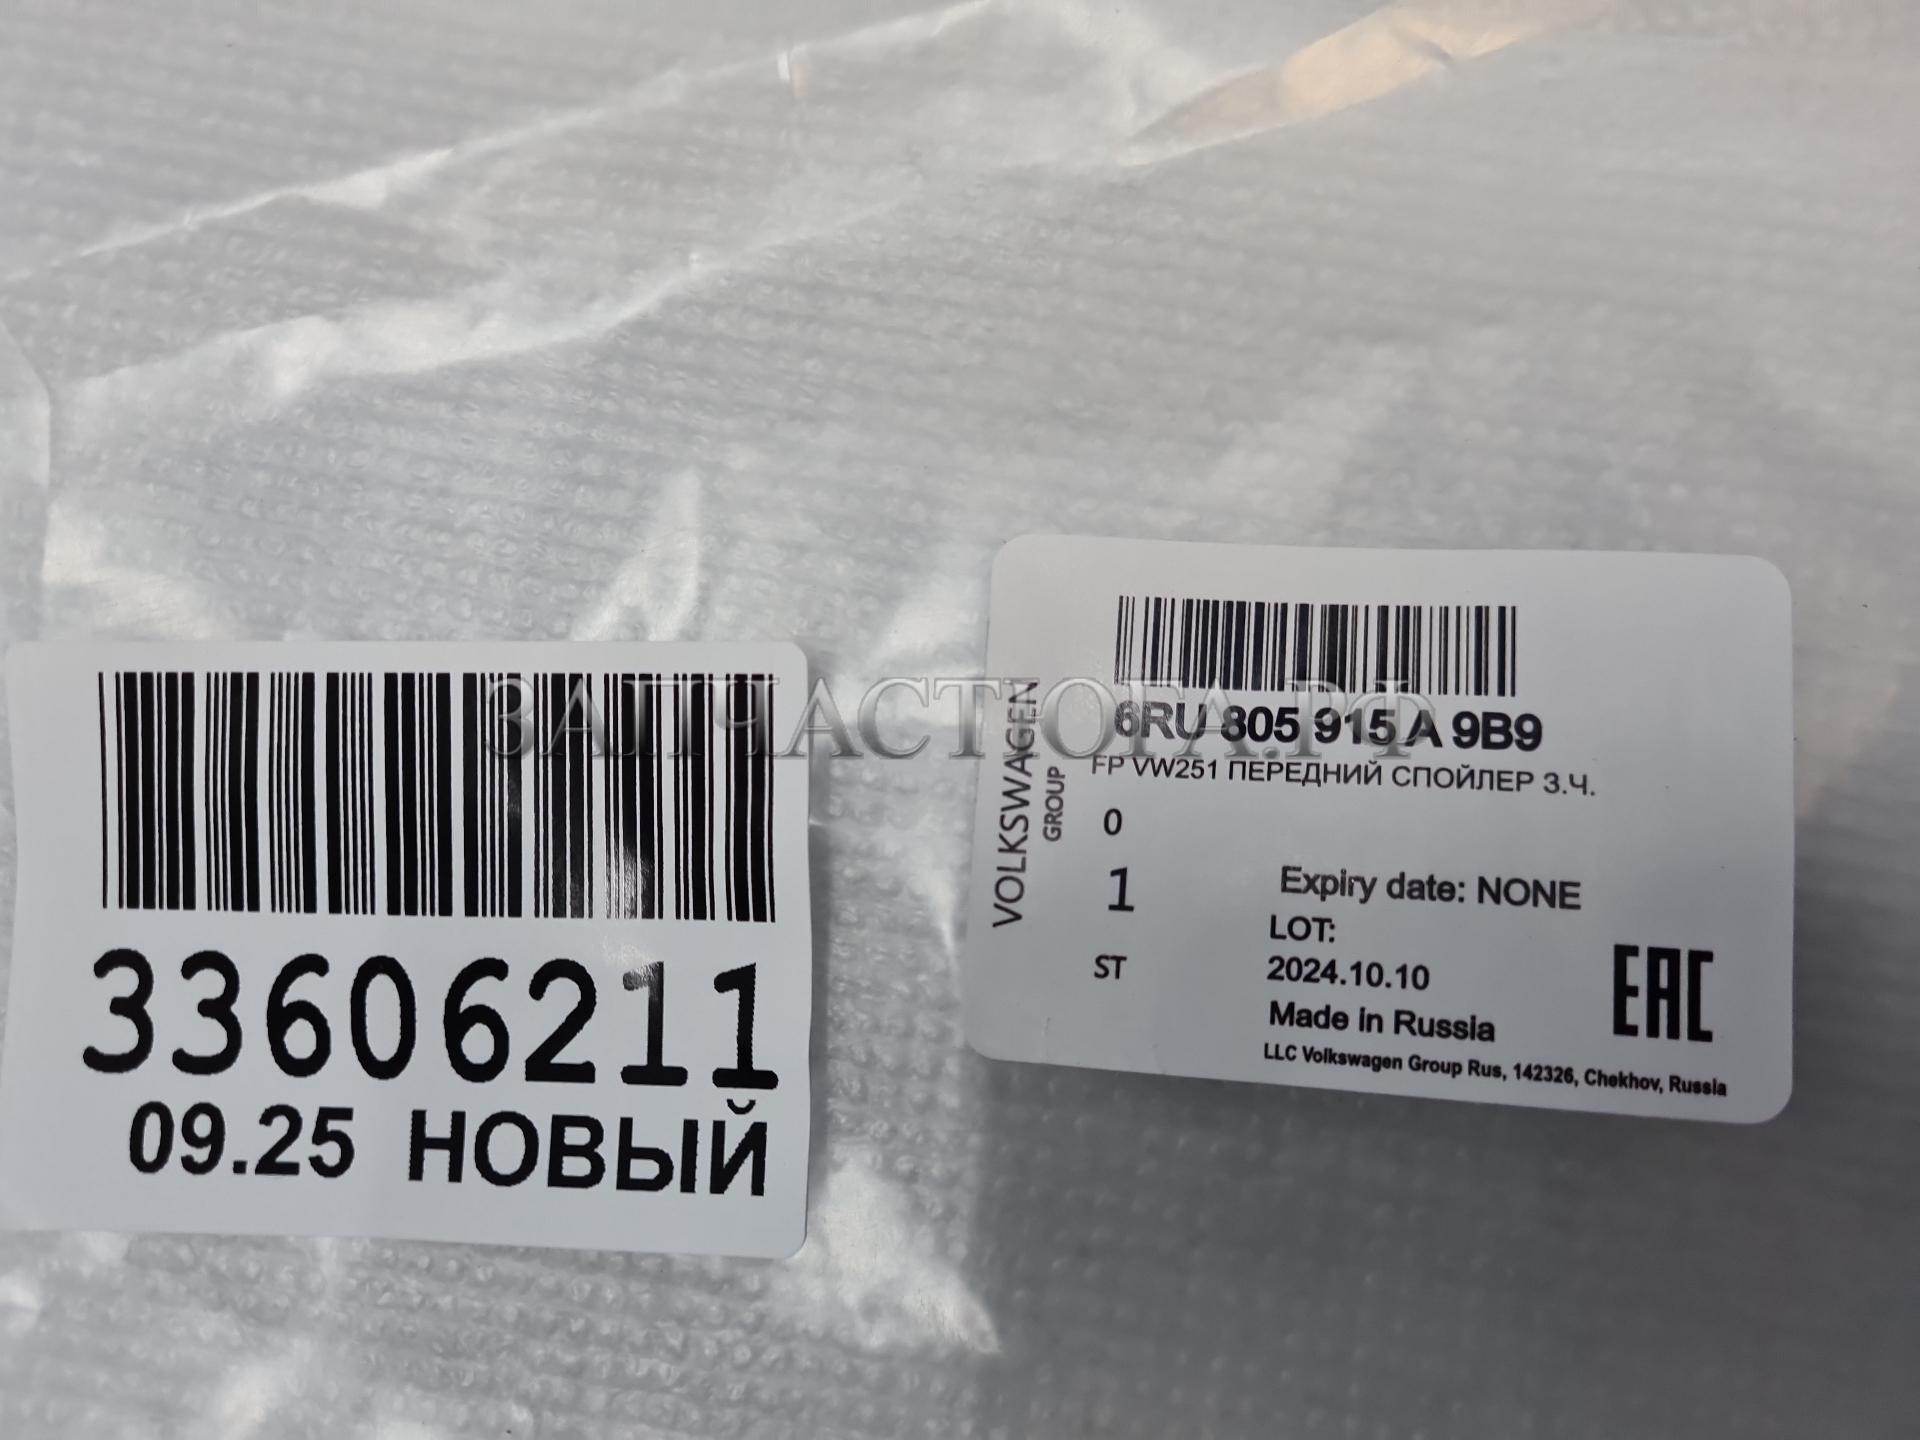 33606211
09.25 НОВЫЙ
ЗАПЧАСТЮГА.РФ
VOLKSWAGEN
GROUP
6RU 805 915 A 9B9
FP VW251 ПЕРЕДНИЙ СПОЙЛЕР З.Ч.
0
1
ST
Expiry date: NONE
LOT:
2024.10.10
Made in Russia
LLC Volkswagen Group Rus, 142326, Chekhov, Russia
EAC